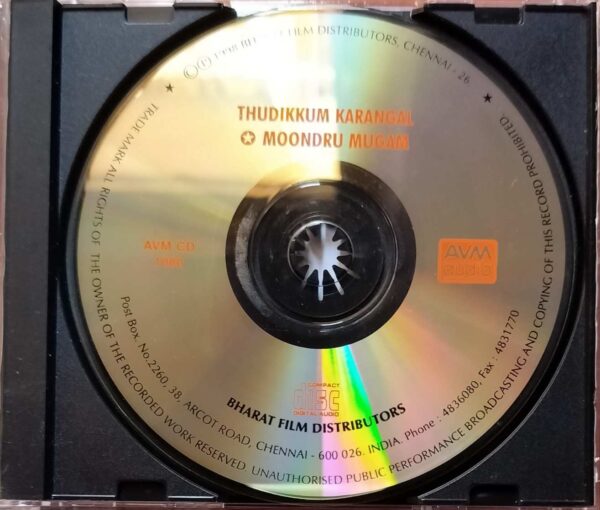 ℗ 1998 FILM DISTRIBUTORS, CHENNAI - 26.
THUDIKKUM KARANGAL
✪ MOONDRU MUGAM
AVM CD
AVM
AUDIO
TRADE MARK ALL RIGHTS OF THE OWNER OF THE RECORDED WORK RESERVED. UNAUTHORISED PUBLIC PERFORMANCE BROADCASTING AND COPYING OF THIS RECORD PROHIBITED.
COMPACT
disc
DIGITAL AUDIO
BHARAT FILM DISTRIBUTORS
Post Box. No.2260, 38, ARCOT ROAD, CHENNAI - 600 026. INDIA. Phone : 4836080, Fax : 4831770